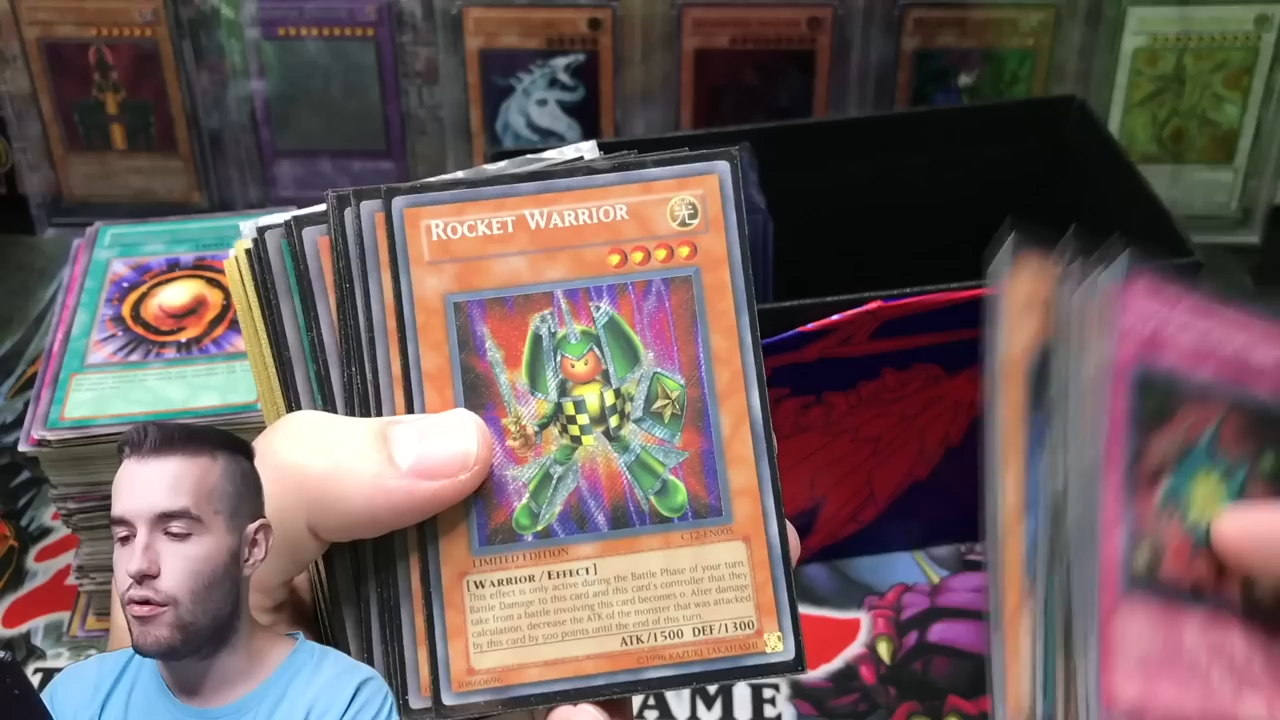 ROCKET WARRIOR
光
LIMITED EDITION
CT2-EN005
[WARRIOR / EFFECT]
This effect is only active during the Battle Phase of your turn.
Battle Damage to this card and this card's controller that they
take from a battle involving this card becomes 0. After damage
calculation, decrease the ATK of the monster that was attacked
by this card by 500 points until the end of this turn.
ATK/1500 DEF/1300
30860696
©1996 KAZUKI TAKAHASHI
AME